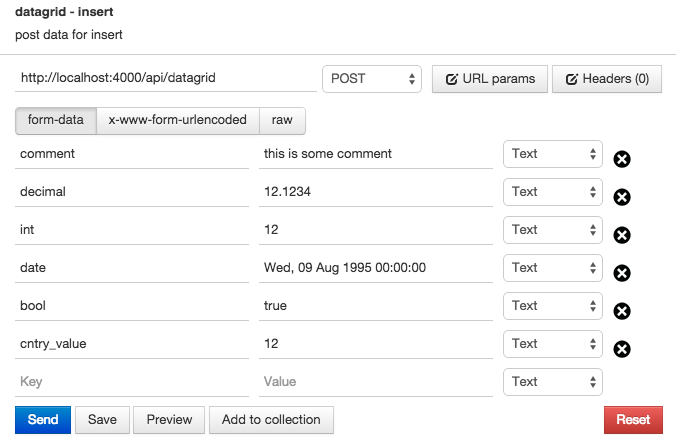 datagrid - insert
post data for insert
http://localhost:4000/api/datagrid POST URL params Headers (0)
form-data x-www-form-urlencoded raw
comment this is some comment Text
decimal 12.1234 Text
int 12 Text
date Wed, 09 Aug 1995 00:00:00 Text
bool true Text
cntry_value 12 Text
Key Value Text
Send Save Preview Add to collection Reset